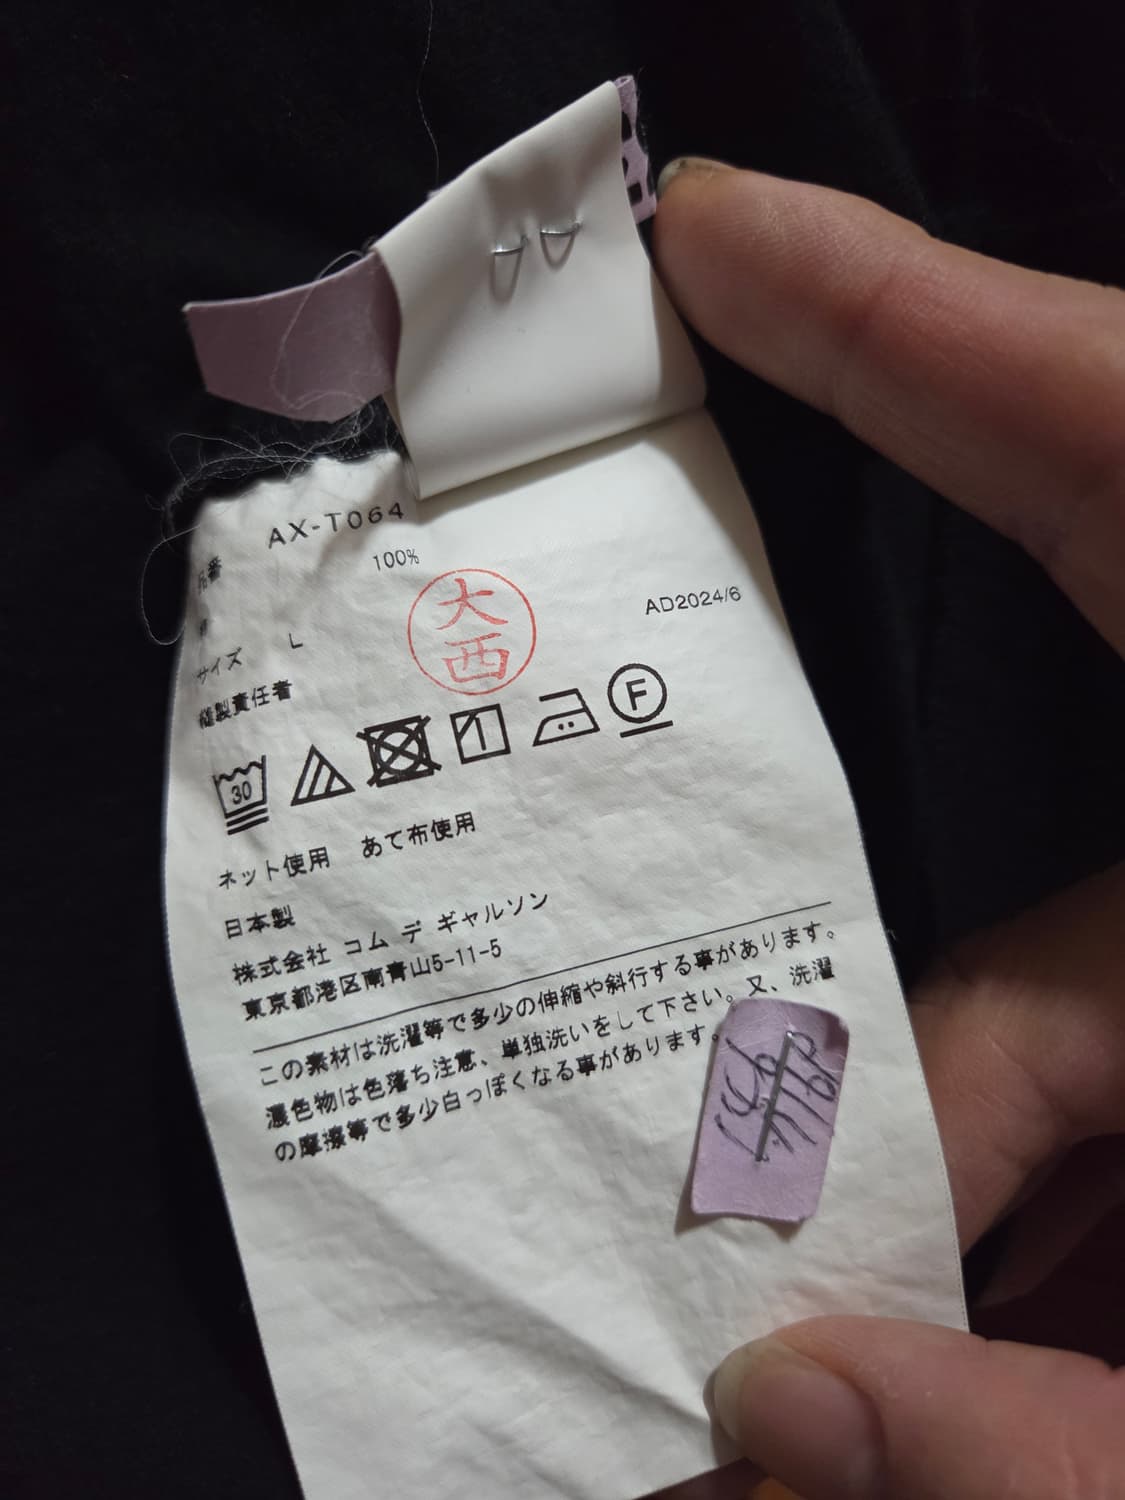 品番 AX-T064
綿 100%
サイズ L
AD2024/6
縫製責任者
大西
30
F
ネット使用 あて布使用
日本製
株式会社 コム デ ギャルソン
東京都港区南青山5-11-5
この素材は洗濯等で多少の伸縮や斜行する事があります。
濃色物は色落ち注意、単独洗いをして下さい。又、洗濯
の摩擦等で多少白っぽくなる事があります。